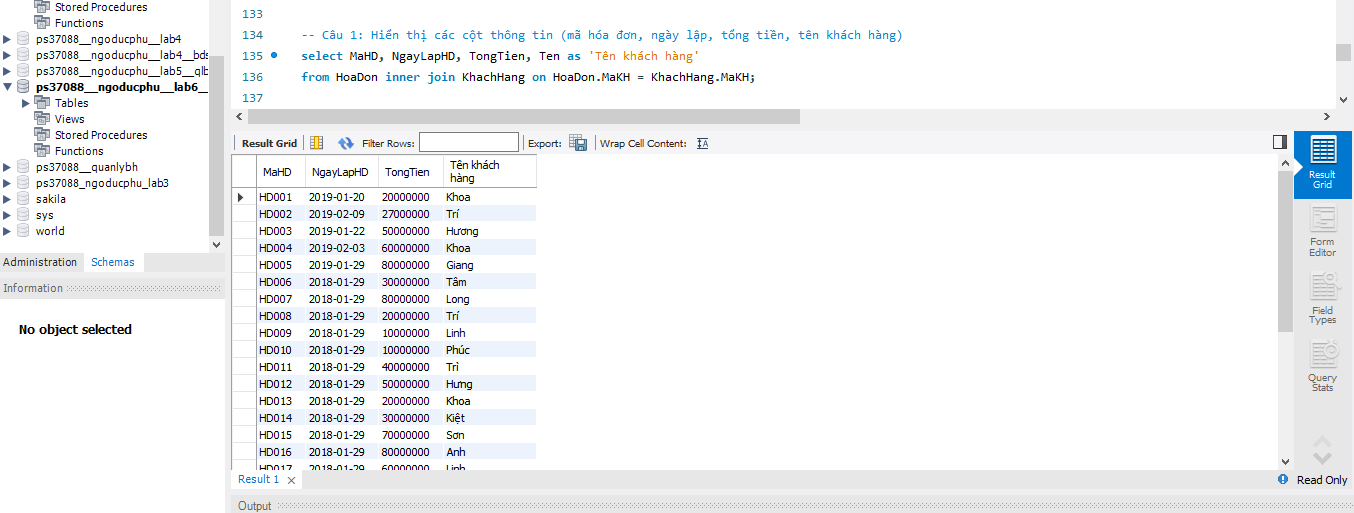 Stored Procedures
Functions
ps37088__ngoducphu__lab4
ps37088__ngoducphu__lab4__bds
ps37088__ngoducphu__lab5__qlb
ps37088__ngoducphu__lab6__
Tables
Views
Stored Procedures
Functions
ps37088__quanlybh
ps37088_ngoducphu_lab3
sakila
sys
world
Administration Schemas
Information
No object selected
133
134 -- Câu 1: Hiển thị các cột thông tin (mã hóa đơn, ngày lập, tổng tiền, tên khách hàng)
135 select MaHD, NgayLapHD, TongTien, Ten as 'Tên khách hàng'
136 from HoaDon inner join KhachHang on HoaDon.MaKH = KhachHang.MaKH;
137
Result Grid Filter Rows: Export: Wrap Cell Content:
MaHD NgayLapHD TongTien Tên khách hàng
HD001 2019-01-20 20000000 Khoa
HD002 2019-02-09 27000000 Trí
HD003 2019-01-22 50000000 Hương
HD004 2019-02-03 60000000 Khoa
HD005 2019-01-29 80000000 Giang
HD006 2018-01-29 30000000 Tâm
HD007 2018-01-29 80000000 Long
HD008 2018-01-29 20000000 Trí
HD009 2018-01-29 10000000 Linh
HD010 2018-01-29 10000000 Phúc
HD011 2018-01-29 40000000 Trì
HD012 2018-01-29 50000000 Hưng
HD013 2018-01-29 20000000 Khoa
HD014 2018-01-29 30000000 Kiệt
HD015 2018-01-29 70000000 Sơn
HD016 2018-01-29 80000000 Anh
HD017 2018-01-29 60000000 Linh
Result 1
Output
Result Grid
Form Editor
Field Types
Query Stats
Read Only